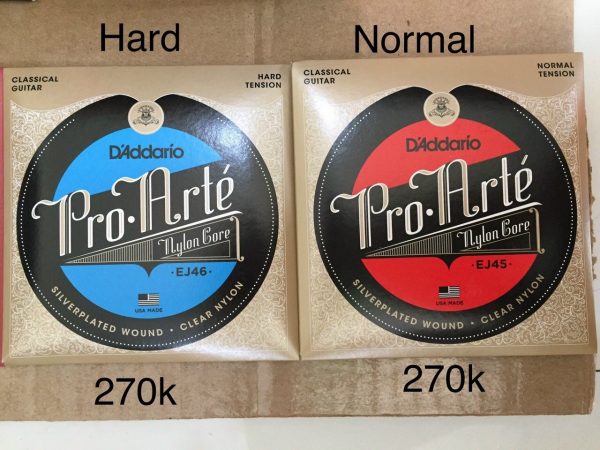 Hard
Normal
CLASSICAL
GUITAR
HARD
TENSION
D'Addario
Pro·Arté
Nylon Core
·EJ46·
USA MADE
SILVERPLATED WOUND · CLEAR NYLON
CLASSICAL
GUITAR
NORMAL
TENSION
D'Addario
Pro·Arté
Nylon Core
·EJ45·
USA MADE
SILVERPLATED WOUND · CLEAR NYLON
270k
270k